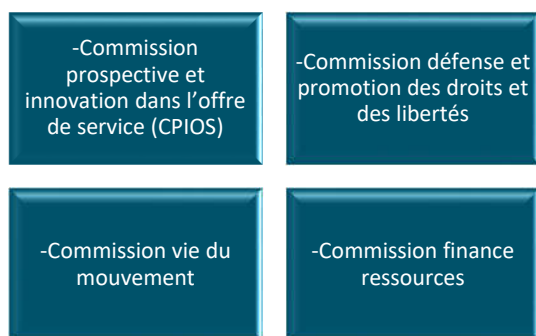 -Commission
prospective et
innovation dans l’offre
de service (CPIOS)
-Commission défense et
promotion des droits et
des libertés
-Commission vie du
mouvement
-Commission finance
ressources